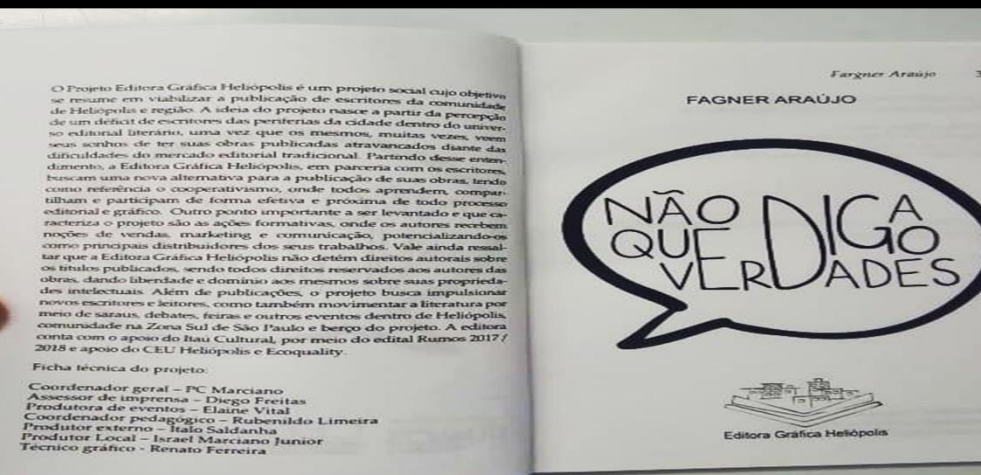 O Projeto Editora Gráfica Heliópolis é um projeto social cujo objetivo
se resume em viabilizar a publicação de escritores da comunidade
de Heliópolis e região. A ideia do projeto nasce a partir da percepção
de um déficit de escritores das periferias da cidade dentro do univer-
so editorial literário, uma vez que os mesmos, muitas vezes, veem
seus sonhos de ter suas obras publicadas atravancados diante das
dificuldades do mercado editorial tradicional. Partindo desse enten-
dimento, a Editora Gráfica Heliópolis, em parceria com os escritores,
buscam uma nova alternativa para a publicação de suas obras, tendo
como referência o cooperativismo, onde todos aprendem, compar-
tilham e participam de forma efetiva e próxima de todo processo
editorial e gráfico. Outro ponto importante a ser levantado e que ca-
racteriza o projeto são as ações formativas, onde os autores recebem
noções de vendas, marketing e comunicação, potencializando-os
como principais distribuidores dos seus trabalhos. Vale ainda ressal-
tar que a Editora Gráfica Heliópolis não detém direitos autorais sobre
os títulos publicados, sendo todos direitos reservados aos autores das
obras, dando liberdade e domínio aos mesmos sobre suas proprieda-
des intelectuais. Além de publicações, o projeto busca impulsionar
novos escritores e leitores, como também movimentar a literatura por
meio de saraus, debates, feiras e outros eventos dentro de Heliópolis,
comunidade na Zona Sul de São Paulo e berço do projeto. A editora
conta com o apoio do Itaú Cultural, por meio do edital Rumos 2017/
2018 e apoio do CEU Heliópolis e Ecoquality.
Ficha técnica do projeto:
Coordenador geral – PC Marciano
Assessor de imprensa – Diego Freitas
Produtora de eventos – Elaine Vital
Coordenador pedagógico – Rubenildo Limeira
Produtor externo – Italo Saldanha
Produtor Local – Israel Marciano Junior
Técnico gráfico - Renato Ferreira
Fargner Araújo 3
FAGNER ARAÚJO
NÃO DIGA
QUE DIGO
VERDADES
Editora Gráfica Heliópolis